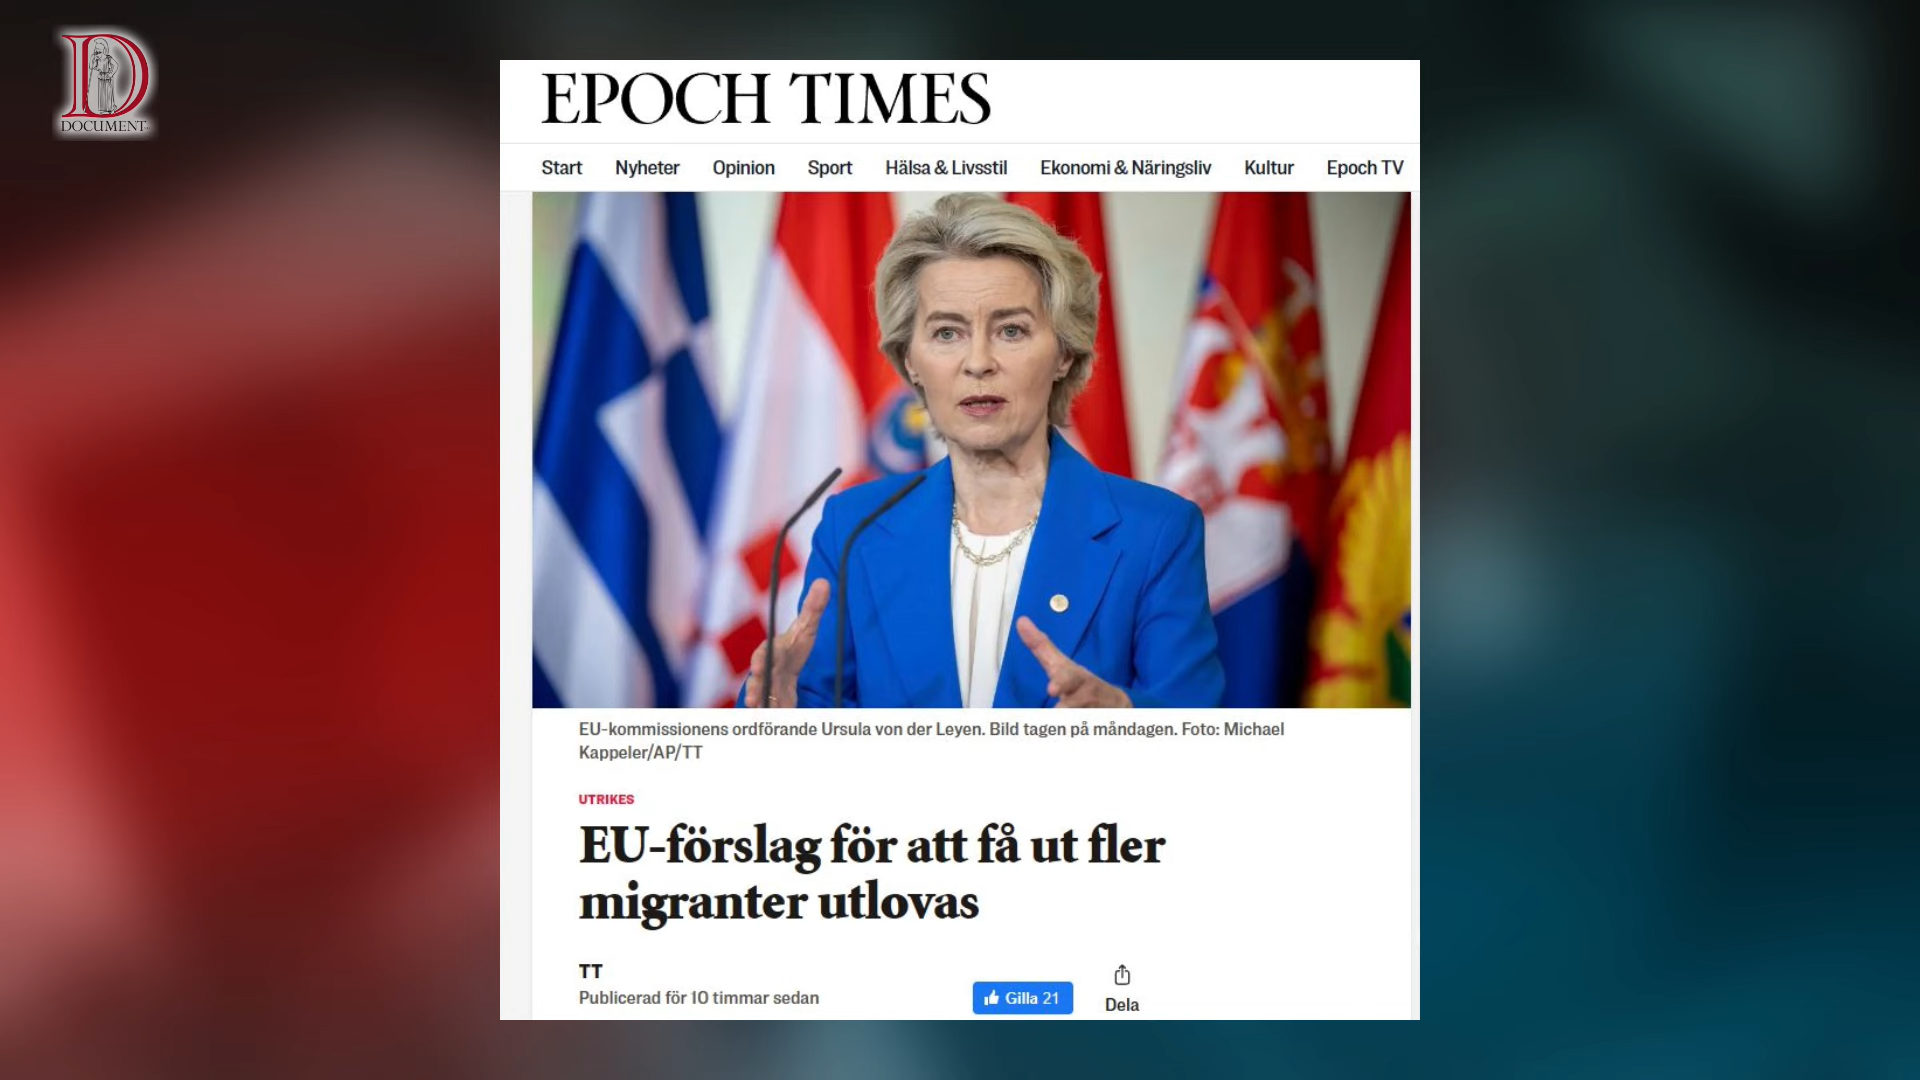 D
DOCUMENT
EPOCH TIMES
Start Nyheter Opinion Sport Hälsa & Livsstil Ekonomi & Näringsliv Kultur Epoch TV
EU-kommissionens ordförande Ursula von der Leyen. Bild tagen på måndagen. Foto: Michael
Kappeler/AP/TT
UTRIKES
EU-förslag för att få ut fler
migranter utlovas
TT
Publicerad för 10 timmar sedan
Gilla 21
Dela